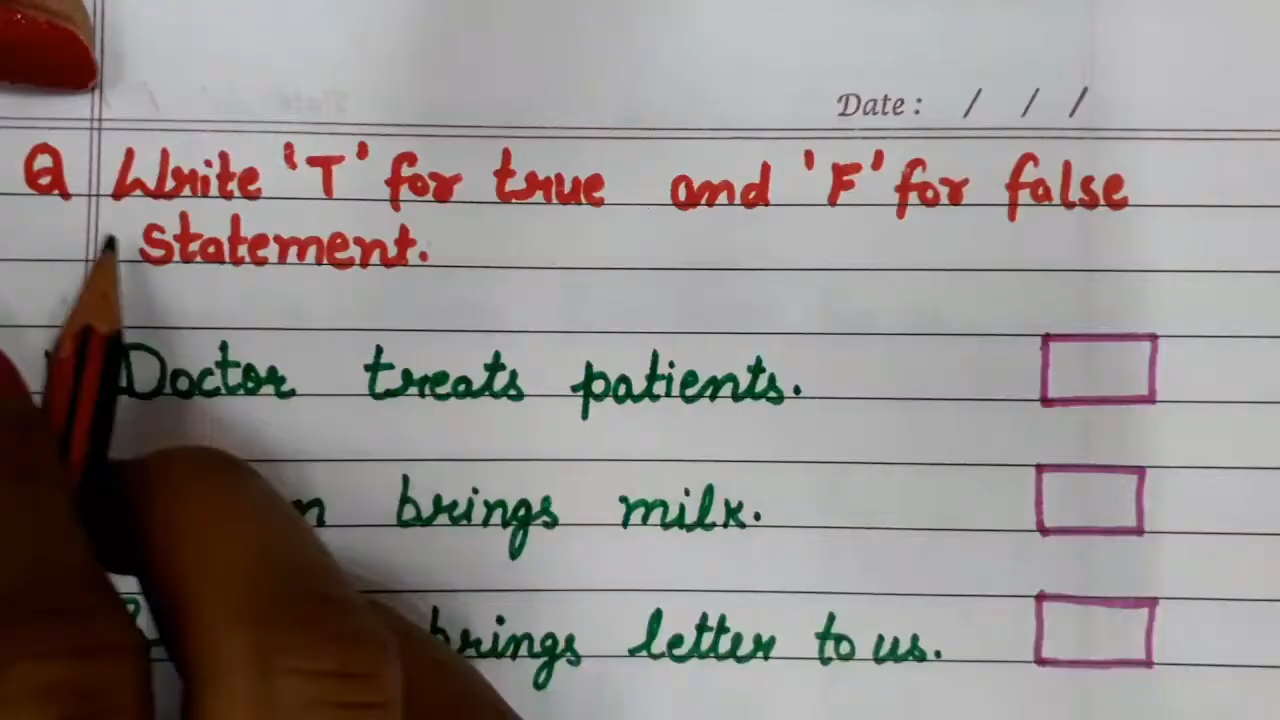 Date: / / /
Q Write 'T' for true and 'F' for false
statement.
Doctor treats patients.
brings milk.
brings letter to us.